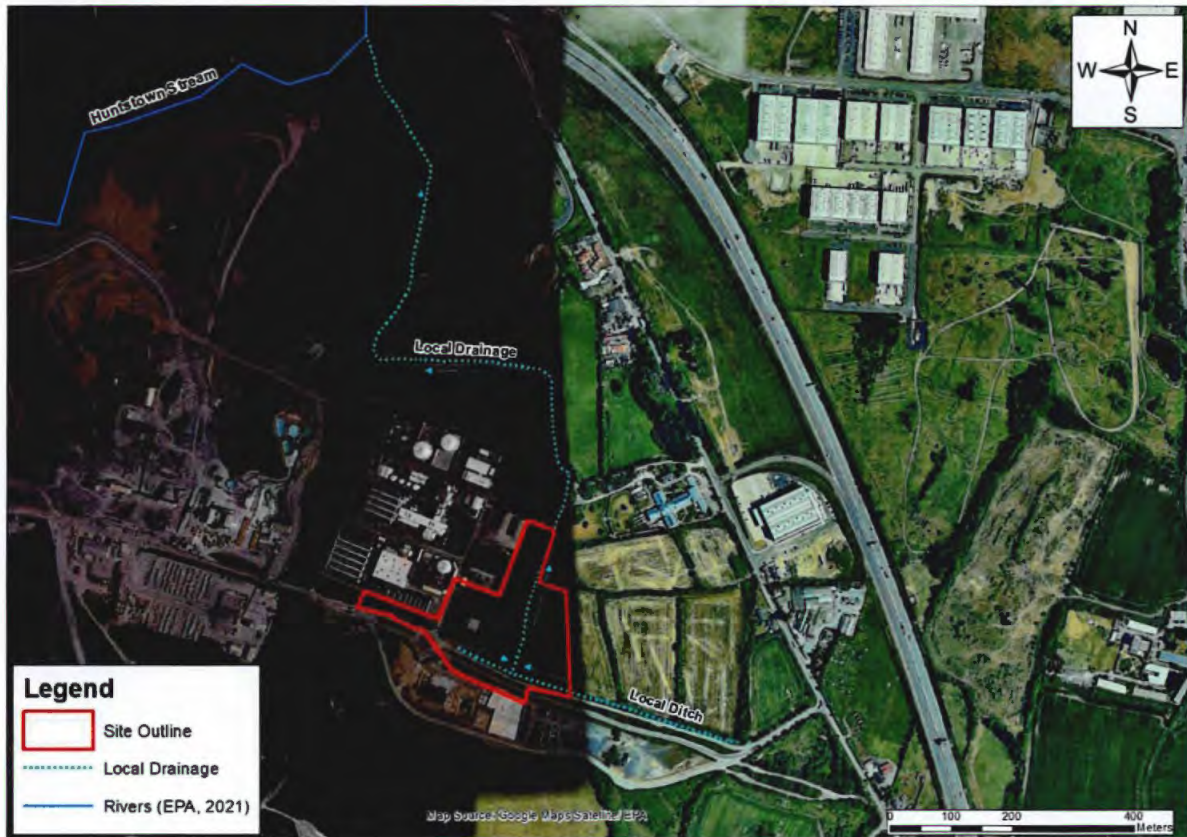 N
W E
S
Huntstown Stream
Local Drainage
Local Ditch
Legend
Site Outline
Local Drainage
Rivers (EPA, 2021)
Map Source: Google Maps Satellite/ EPA
0 100 200 400
Meters